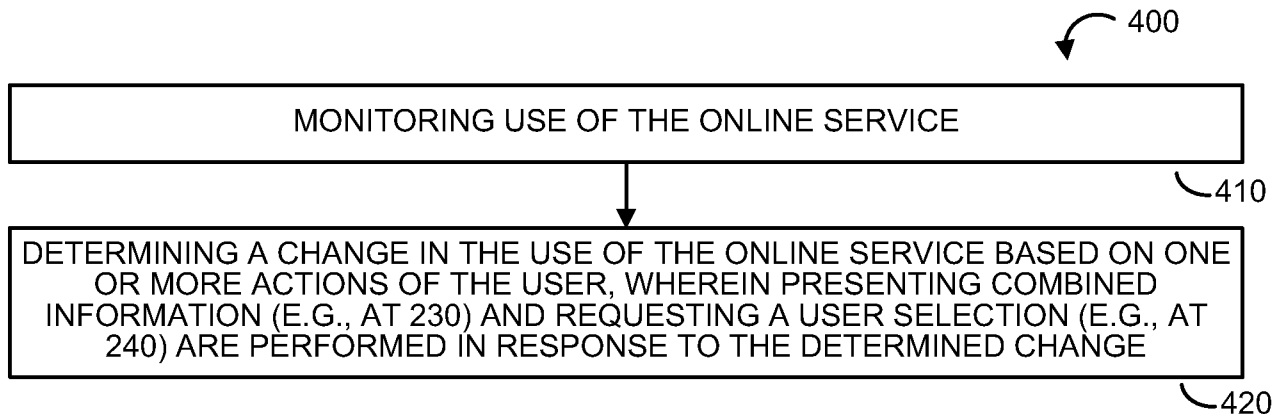 400
MONITORING USE OF THE ONLINE SERVICE
410
DETERMINING A CHANGE IN THE USE OF THE ONLINE SERVICE BASED ON ONE
OR MORE ACTIONS OF THE USER, WHEREIN PRESENTING COMBINED
INFORMATION (E.G., AT 230) AND REQUESTING A USER SELECTION (E.G., AT
240) ARE PERFORMED IN RESPONSE TO THE DETERMINED CHANGE
420